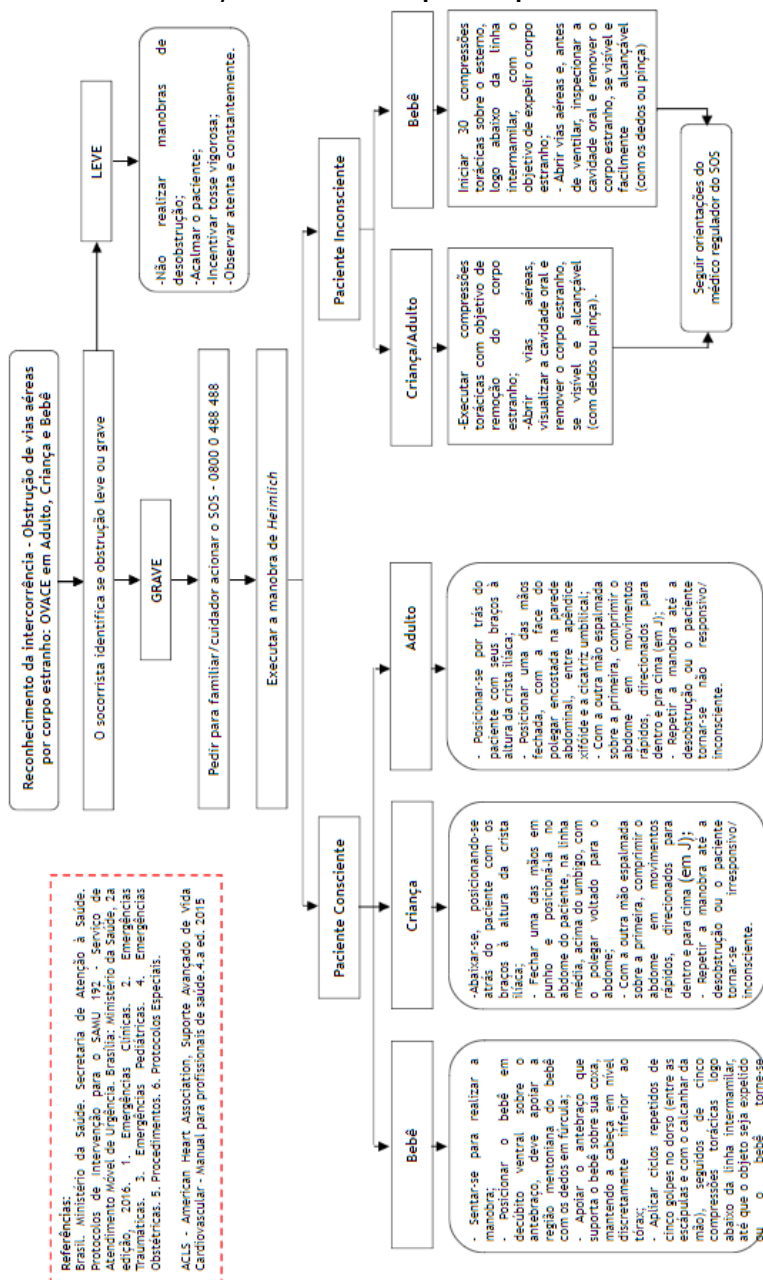 Reconhecimento da intercorrência - Obstrução de vias aéreas
por corpo estranho: OVACE em Adulto, Criança e Bebê
O socorrista identifica se obstrução leve ou grave
LEVE
-Não realizar manobras de
desobstrução;
-Acalmar o paciente;
-Incentivar tosse vigorosa;
-Observar atenta e constantemente.
GRAVE
Pedir para familiar/cuidador acionar o SOS - 0800 0 488 488
Executar a manobra de Heimlich
Paciente Consciente
Bebê
- Sentar-se para realizar a
manobra;
- Posicionar o bebê em
decúbito ventral sobre o
antebraço, deve apoiar a
região mentoniana do bebê
com os dedos em fúrcula;
- Apoiar o antebraço que
suporta o bebê sobre sua coxa,
mantendo a cabeça em nível
discretamente inferior ao
tórax;
- Aplicar ciclos repetidos de
cinco golpes no dorso (entre as
escápulas e com o calcanhar da
mão), seguidos de cinco
compressões torácicas logo
abaixo da linha intermamilar,
até que o objeto seja expelido
ou o bebê torne-se
Criança
-Abaixar-se, posicionando-se
atrás do paciente com os
braços à altura da crista
ilíaca;
- Fechar uma das mãos em
punho e posicioná-la no
abdome do paciente, na linha
média, acima do umbigo, com
o polegar voltado para o
abdome;
- Com a outra mão espalmada
sobre a primeira, comprimir o
abdome em movimentos
rápidos, direcionados para
dentro e para cima (em J);
- Repetir a manobra até a
desobstrução ou o paciente
tornar-se irresponsivo/
inconsciente.
Adulto
- Posicionar-se por trás do
paciente com seus braços à
altura da crista ilíaca;
- Posicionar uma das mãos
fechada, com a face do
polegar encostada na parede
abdominal, entre apêndice
xifóide e a cicatriz umbilical;
- Com a outra mão espalmada
sobre a primeira, comprimir o
abdome em movimentos
rápidos, direcionados para
dentro e pra cima (em J);
- Repetir a manobra até a
desobstrução ou o paciente
tornar-se não responsivo/
inconsciente.
Paciente Inconsciente
Criança/Adulto
-Executar compressões
torácicas com objetivo de
remoção do corpo
estranho;
-Abrir vias aéreas,
visualizar a cavidade oral e
remover o corpo estranho,
se visível e alcançável
(com dedos ou pinça).
Bebê
Iniciar 30 compressões
torácicas sobre o esterno,
logo abaixo da linha
intermamilar, com o
objetivo de expelir o corpo
estranho;
- Abrir vias aéreas e, antes
de ventilar, inspecionar a
cavidade oral e remover o
corpo estranho, se visível e
facilmente alcançável
(com os dedos ou pinça)
Seguir orientações do
médico regulador do SOS
Referências:
Brasil. Ministério da Saúde. Secretaria de Atenção à Saúde.
Protocolos de Intervenção para o SAMU 192 - Serviço de
Atendimento Móvel de Urgência. Brasília: Ministério da Saúde, 2a
edição, 2016. 1. Emergências Clínicas. 2. Emergências
Traumáticas. 3. Emergências Pediátricas. 4. Emergências
Obstétricas. 5. Procedimentos. 6. Protocolos Especiais.
ACLS - American Heart Association, Suporte Avançado de Vida
Cardiovascular - Manual para profissionais de saúde.4.a ed. 2015